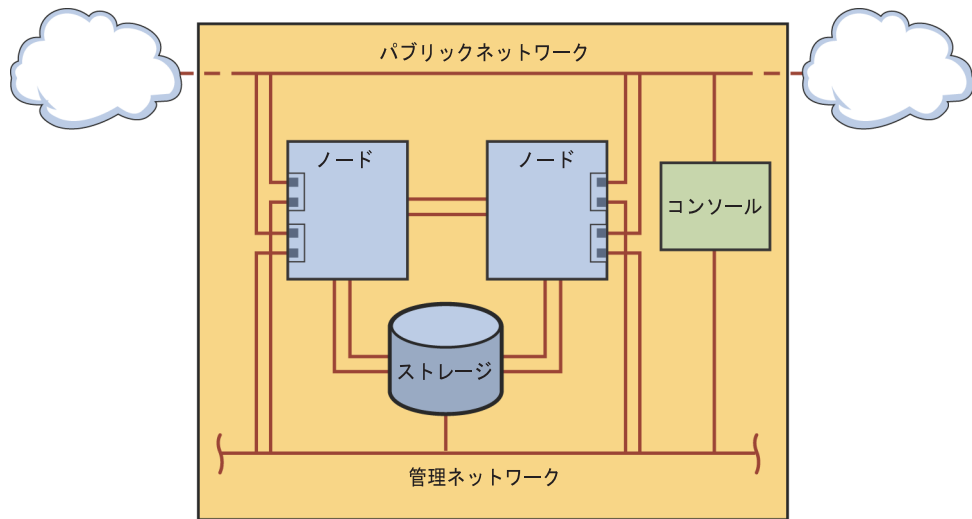 パブリックネットワーク
ノード
ノード
コンソール
ストレージ
管理ネットワーク